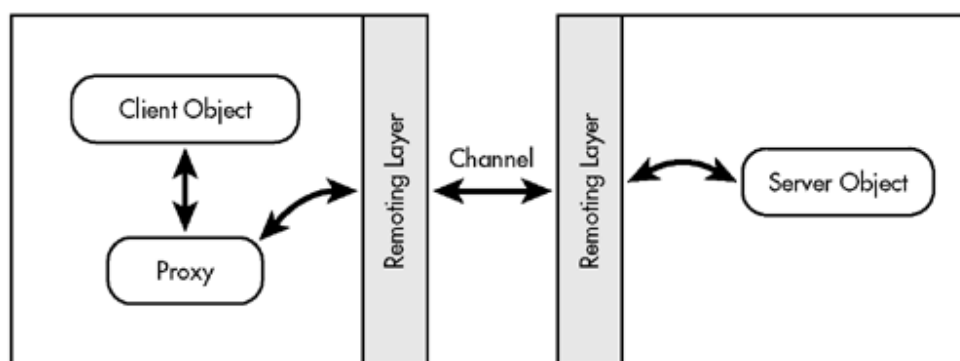 Client Object
Proxy
Remoting Layer
Channel
Remoting Layer
Server Object